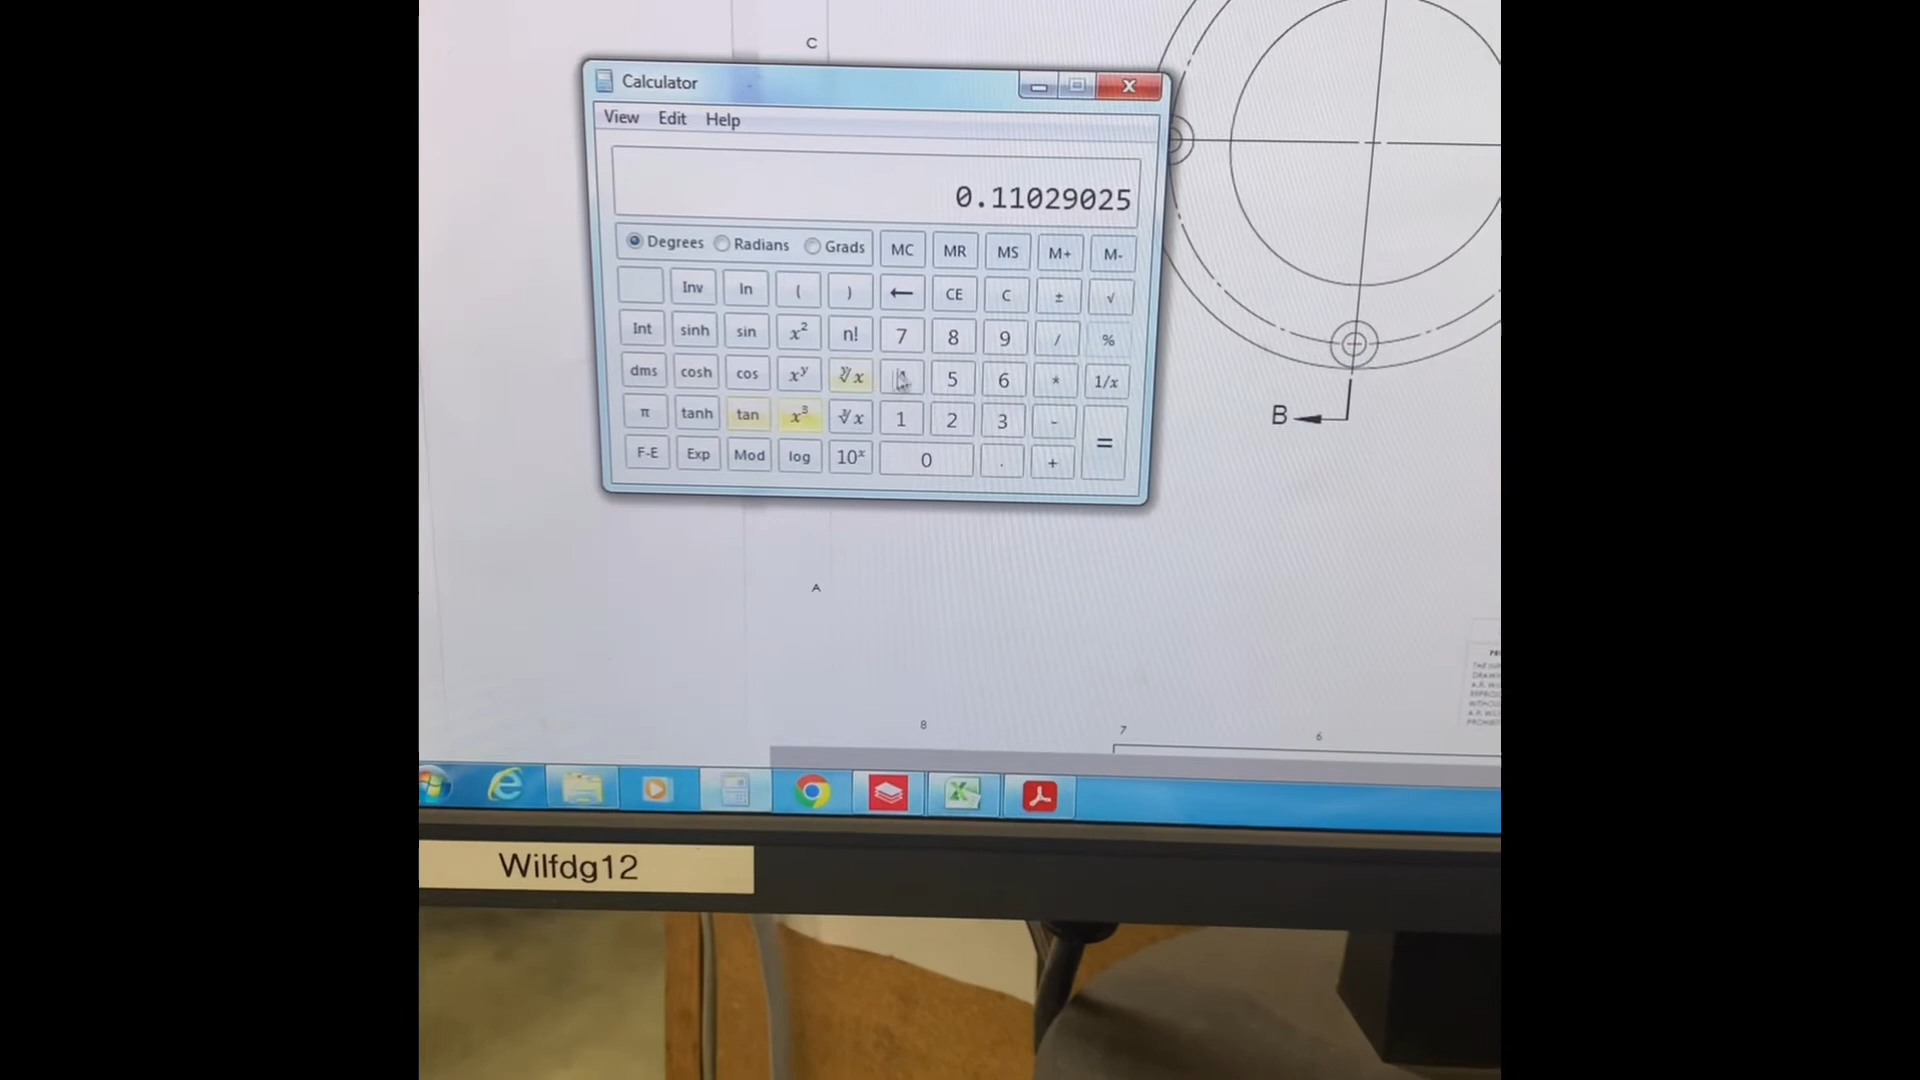 C
Calculator
View Edit Help
0.11029025
Degrees Radians Grads MC MR MS M+ M-
Inv ln ( ) ← CE C ± √
Int sinh sin x² n! 7 8 9 / %
dms cosh cos xʸ ʸ√x 5 6 * 1/x
π tanh tan x³ ³√x 1 2 3 - =
F-E Exp Mod log 10ˣ 0 . +
B
A
8 7 6
Wilfdg12